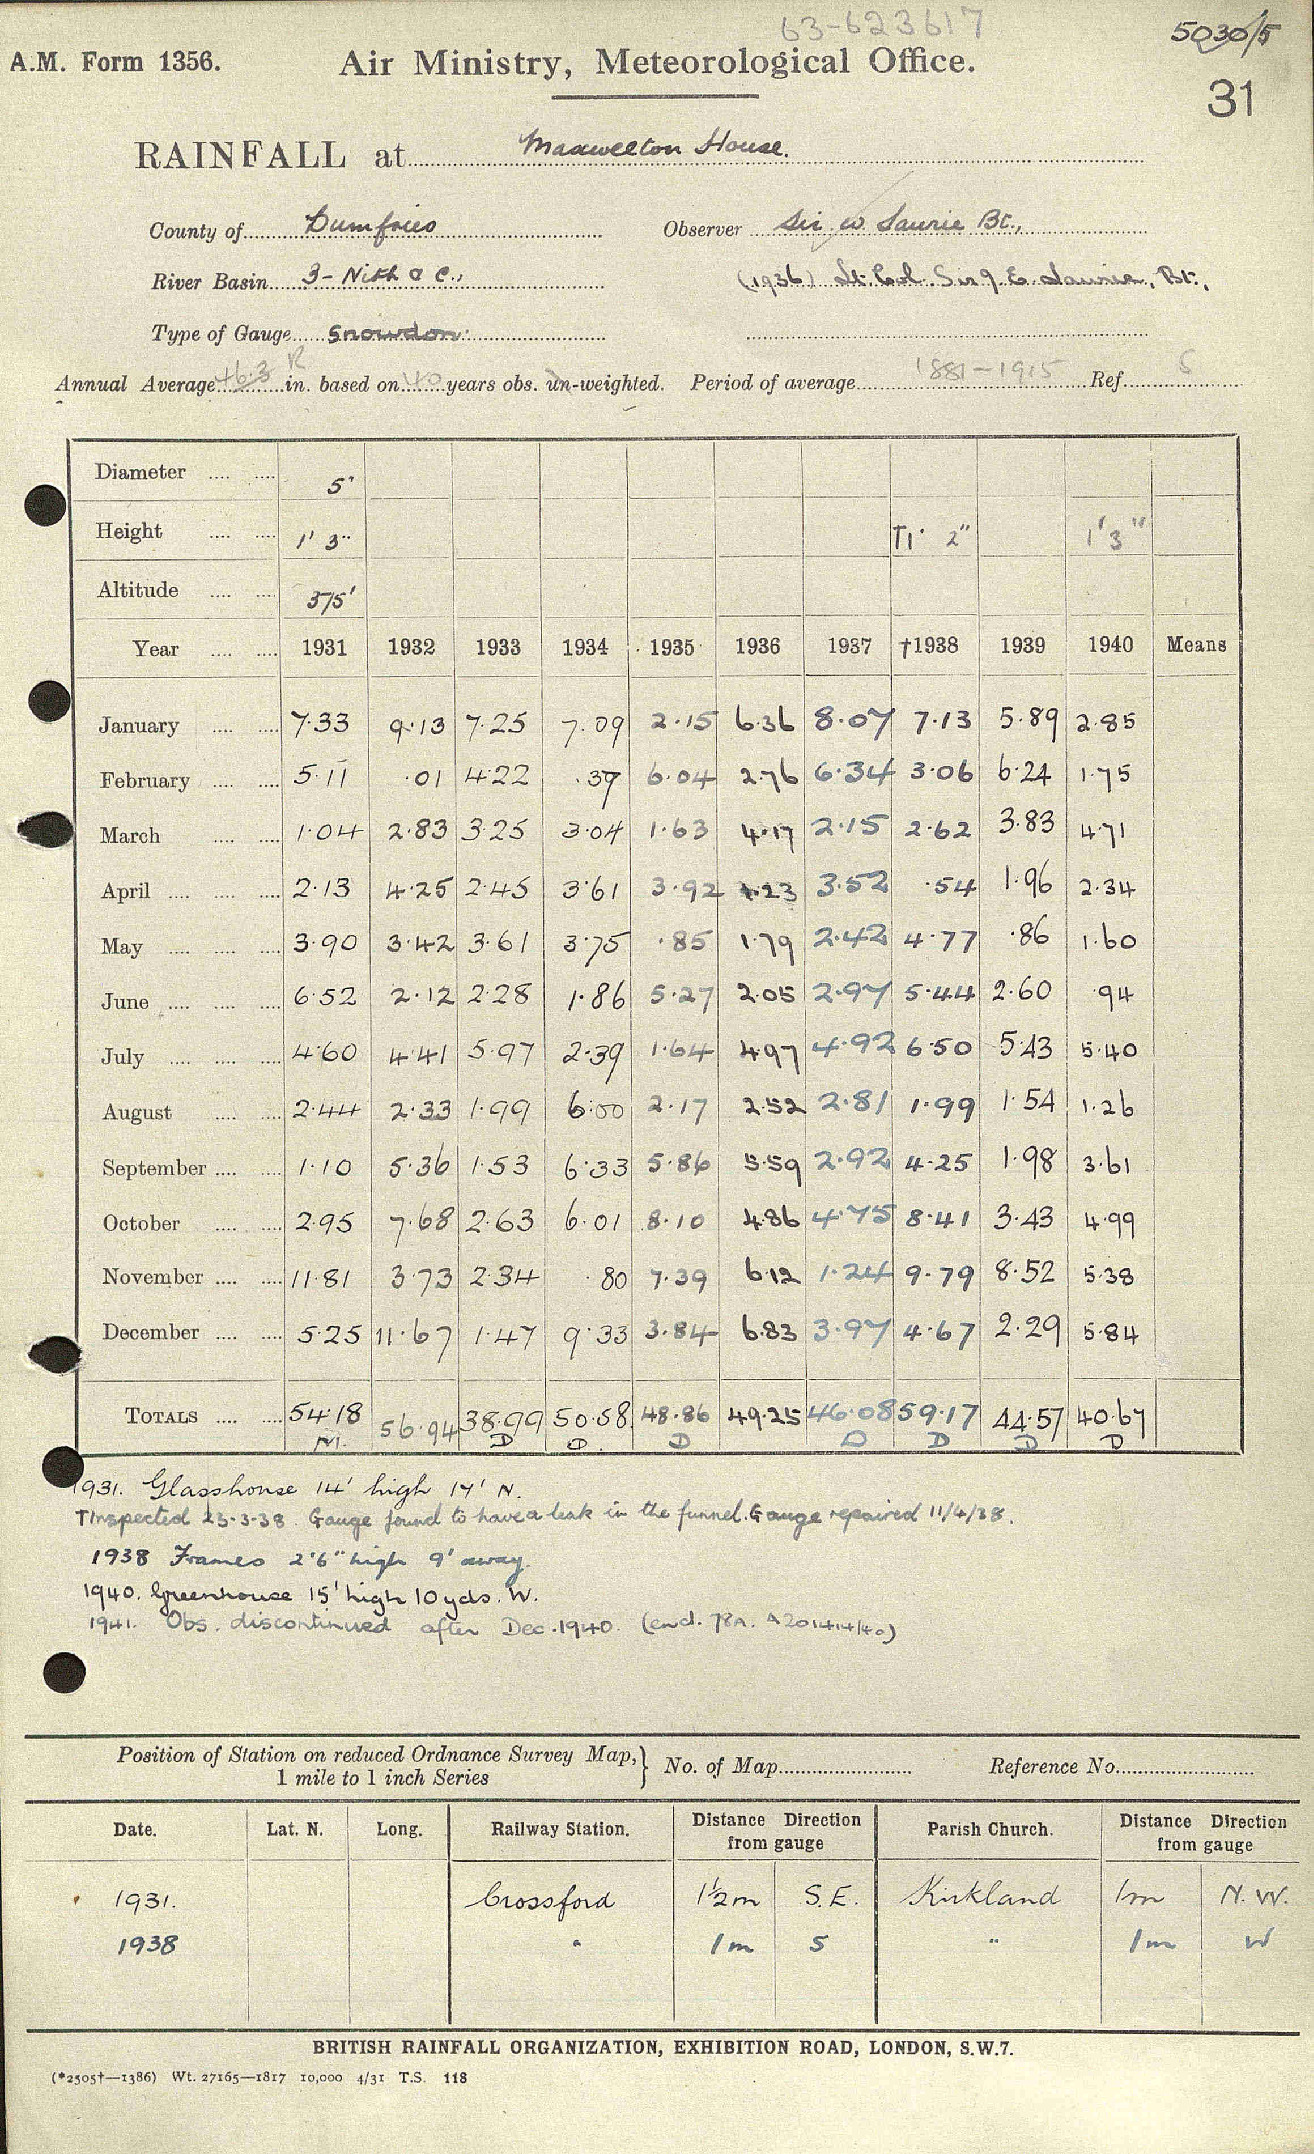 63-623617
5030/5
A.M. Form 1356.
Air Ministry, Meteorological Office.
31
RAINFALL at Maxwelton House.
County of Dumfries Observer Sir W Laurie Bt.,
River Basin 3- Nith & C., (1936) Lt. Col. Sir J. E. Laurie, Bt.,
Type of Gauge Snowdon
Annual Average 46.3 R in. based on 40 years obs. un-weighted. Period of average 1881-1915 Ref. S
Diameter 5"
Height 1' 3" †1' 2" 1' 3"
Altitude 375'
Year 1931 1932 1933 1934 1935 1936 1937 †1938 1939 1940 Means
January 7.33 9.13 7.25 7.09 2.15 6.36 8.07 7.13 5.89 2.85
February 5.11 .01 4.22 .37 6.04 2.76 6.34 3.06 6.24 1.75
March 1.04 2.83 3.25 3.04 1.63 4.17 2.15 2.62 3.83 4.71
April 2.13 4.25 2.45 3.61 3.92 1.23 3.52 .54 1.96 2.34
May 3.90 3.42 3.61 3.75 .85 1.79 2.42 4.77 .86 1.60
June 6.52 2.12 2.28 1.86 5.27 2.05 2.97 5.44 2.60 .94
July 4.60 4.41 5.97 2.39 1.64 4.97 4.92 6.50 5.43 5.40
August 2.44 2.33 1.99 6.00 2.17 2.52 2.81 1.99 1.54 1.26
September 1.10 5.36 1.53 6.33 5.86 5.59 2.92 4.25 1.98 3.61
October 2.95 7.68 2.63 6.01 8.10 4.86 4.75 8.41 3.43 4.99
November 11.81 3.73 2.34 .80 7.39 6.12 1.24 9.79 8.52 5.38
December 5.25 11.67 1.47 9.33 3.84 6.83 3.97 4.67 2.29 5.84
TOTALS 54.18 56.94 38.99 50.58 48.86 49.25 46.08 59.17 44.57 40.67
M. D D. D D D D D
1931. Glasshouse 14' high 17' N.
†Inspected 23-3-38. Gauge found to have a leak in the funnel. Gauge repaired 11/4/38.
1938 Frames 2'6" high 9' away.
1940. Greenhouse 15' high 10 yds. W.
1941. Obs. discontinued after Dec. 1940. (encl. 78A.
Position of Station on reduced Ordnance Survey Map, 1 mile to 1 inch Series } No. of Map Reference No.
Date. Lat. N. Long. Railway Station. Distance Direction from gauge Parish Church. Distance Direction from gauge
1931. Crossford 1½m S.E. Kirkland 1m N.W.
1938 " 1m S " 1m W
BRITISH RAINFALL ORGANIZATION, EXHIBITION ROAD, LONDON, S.W.7.
(*2505†—1386) Wt. 27165—1817 10,000 4/31 T.S. 118